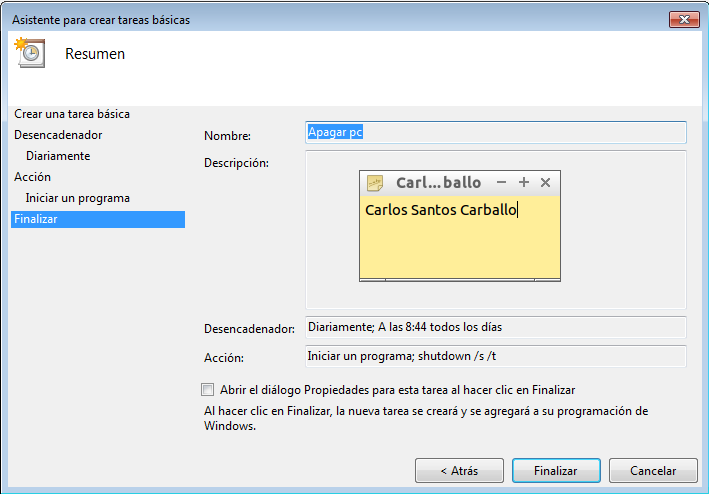 Asistente para crear tareas básicas
Resumen
Crear una tarea básica
Desencadenador
Diariamente
Acción
Iniciar un programa
Finalizar
Nombre:
Apagar pc
Descripción:
Carl...ballo
Carlos Santos Carballo
Desencadenador:
Diariamente; A las 8:44 todos los días
Acción:
Iniciar un programa; shutdown /s /t
Abrir el diálogo Propiedades para esta tarea al hacer clic en Finalizar
Al hacer clic en Finalizar, la nueva tarea se creará y se agregará a su programación de
Windows.
< Atrás
Finalizar
Cancelar